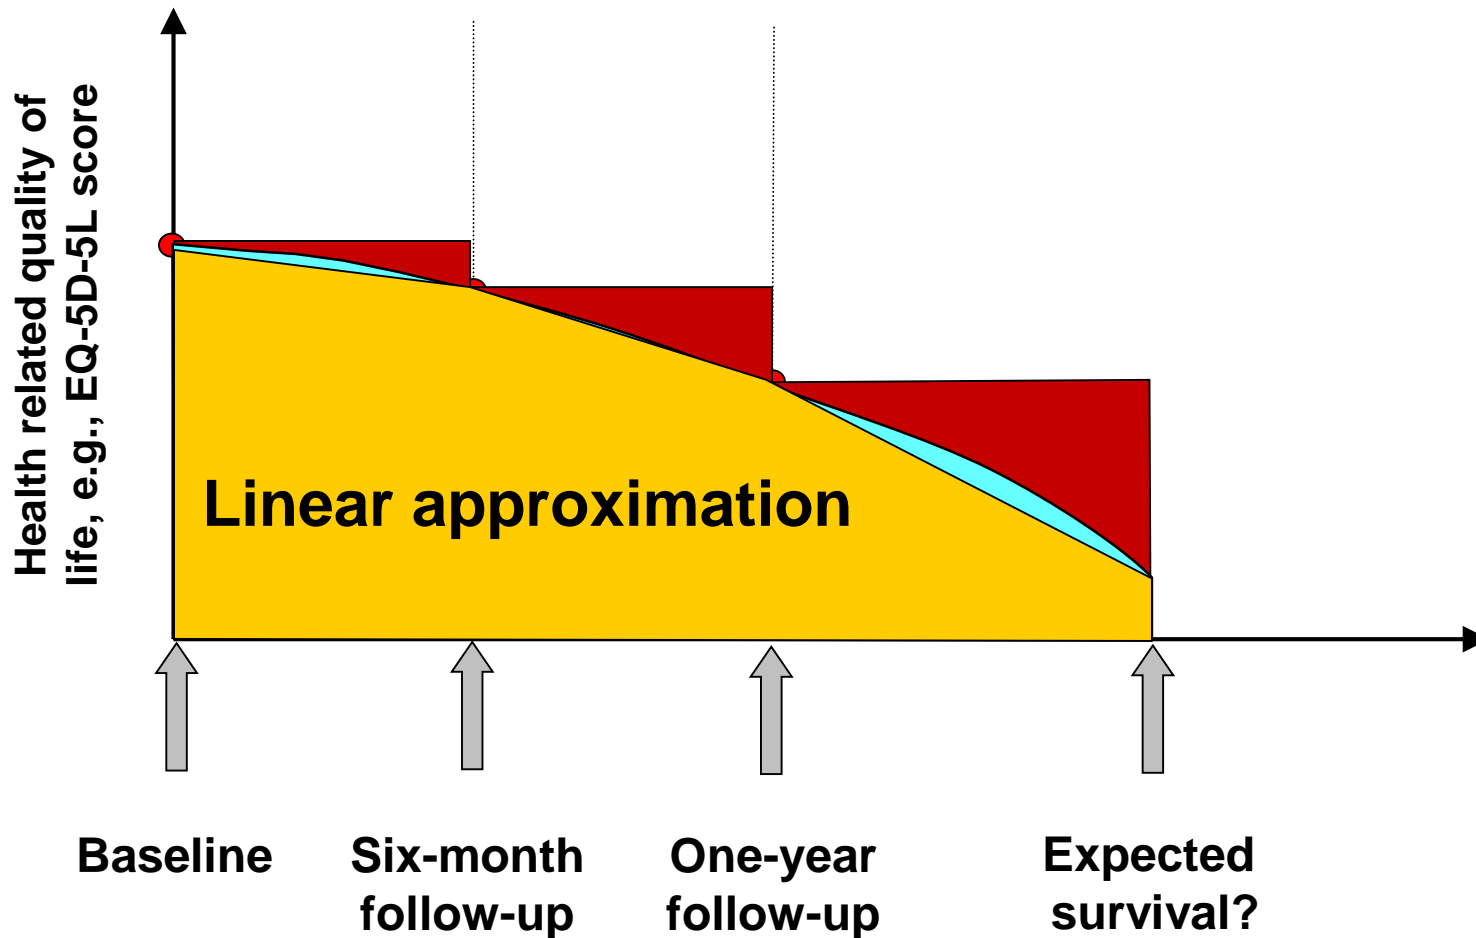 Health related quality of
life, e.g., EQ-5D-5L score
Linear approximation
Baseline
Six-month
follow-up
One-year
follow-up
Expected
survival?